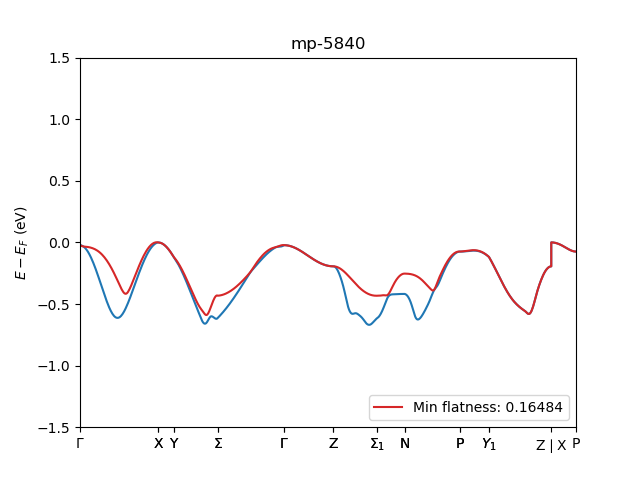 mp-5840
1.5
1.0
0.5
0.0
−0.5
−1.0
−1.5
E − E_F (eV)
Min flatness: 0.16484
Γ X Y Σ Γ Z Σ₁ N P Y₁ Z | X P